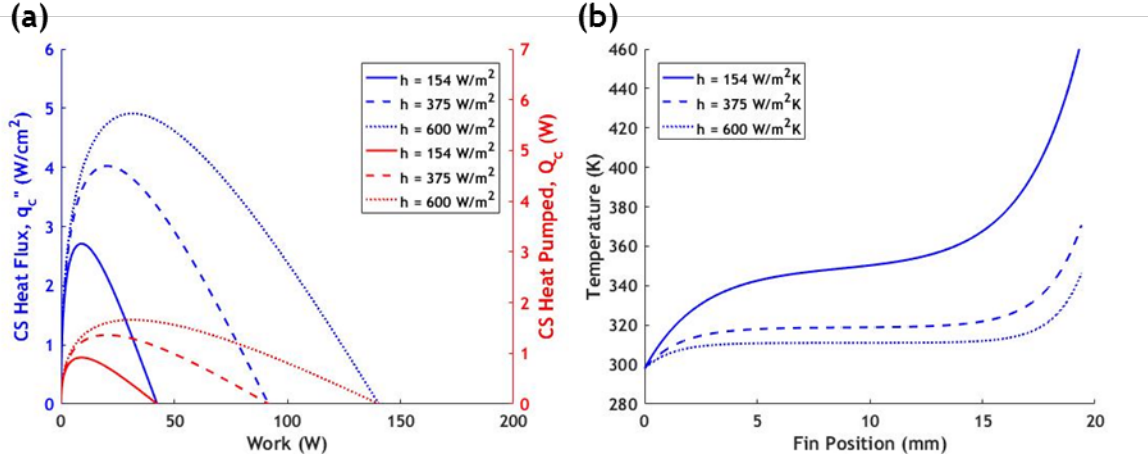 (a)
6
5
4
3
2
1
0
CS Heat Flux, q_c" (W/cm²)
h = 154 W/m²
h = 375 W/m²
h = 600 W/m²
h = 154 W/m²
h = 375 W/m²
h = 600 W/m²
7
6
5
4
3
2
1
0
CS Heat Pumped, Q_c (W)
0 50 100 150 200
Work (W)
(b)
460
440
420
400
380
360
340
320
300
280
Temperature (K)
h = 154 W/m²K
h = 375 W/m²K
h = 600 W/m²K
0 5 10 15 20
Fin Position (mm)